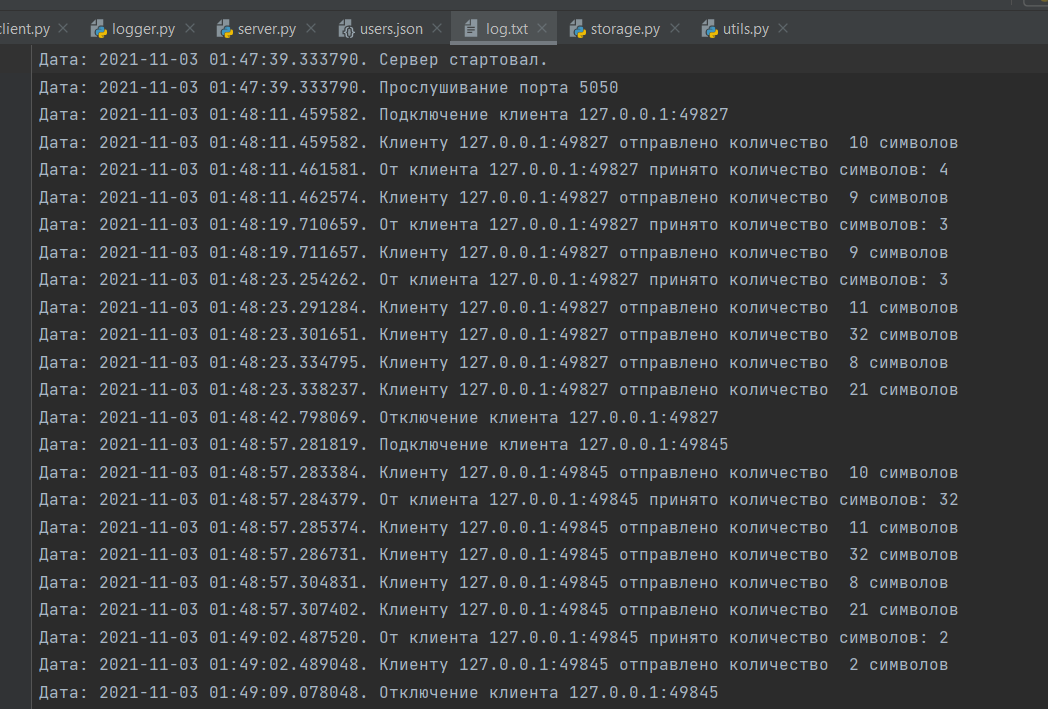 client.py logger.py server.py users.json log.txt storage.py utils.py
Дата: 2021-11-03 01:47:39.333790. Сервер стартовал.
Дата: 2021-11-03 01:47:39.333790. Прослушивание порта 5050
Дата: 2021-11-03 01:48:11.459582. Подключение клиента 127.0.0.1:49827
Дата: 2021-11-03 01:48:11.459582. Клиенту 127.0.0.1:49827 отправлено количество  10 символов
Дата: 2021-11-03 01:48:11.461581. От клиента 127.0.0.1:49827 принято количество символов: 4
Дата: 2021-11-03 01:48:11.462574. Клиенту 127.0.0.1:49827 отправлено количество  9 символов
Дата: 2021-11-03 01:48:19.710659. От клиента 127.0.0.1:49827 принято количество символов: 3
Дата: 2021-11-03 01:48:19.711657. Клиенту 127.0.0.1:49827 отправлено количество  9 символов
Дата: 2021-11-03 01:48:23.254262. От клиента 127.0.0.1:49827 принято количество символов: 3
Дата: 2021-11-03 01:48:23.291284. Клиенту 127.0.0.1:49827 отправлено количество  11 символов
Дата: 2021-11-03 01:48:23.301651. Клиенту 127.0.0.1:49827 отправлено количество  32 символов
Дата: 2021-11-03 01:48:23.334795. Клиенту 127.0.0.1:49827 отправлено количество  8 символов
Дата: 2021-11-03 01:48:23.338237. Клиенту 127.0.0.1:49827 отправлено количество  21 символов
Дата: 2021-11-03 01:48:42.798069. Отключение клиента 127.0.0.1:49827
Дата: 2021-11-03 01:48:57.281819. Подключение клиента 127.0.0.1:49845
Дата: 2021-11-03 01:48:57.283384. Клиенту 127.0.0.1:49845 отправлено количество  10 символов
Дата: 2021-11-03 01:48:57.284379. От клиента 127.0.0.1:49845 принято количество символов: 32
Дата: 2021-11-03 01:48:57.285374. Клиенту 127.0.0.1:49845 отправлено количество  11 символов
Дата: 2021-11-03 01:48:57.286731. Клиенту 127.0.0.1:49845 отправлено количество  32 символов
Дата: 2021-11-03 01:48:57.304831. Клиенту 127.0.0.1:49845 отправлено количество  8 символов
Дата: 2021-11-03 01:48:57.307402. Клиенту 127.0.0.1:49845 отправлено количество  21 символов
Дата: 2021-11-03 01:49:02.487520. От клиента 127.0.0.1:49845 принято количество символов: 2
Дата: 2021-11-03 01:49:02.489048. Клиенту 127.0.0.1:49845 отправлено количество  2 символов
Дата: 2021-11-03 01:49:09.078048. Отключение клиента 127.0.0.1:49845